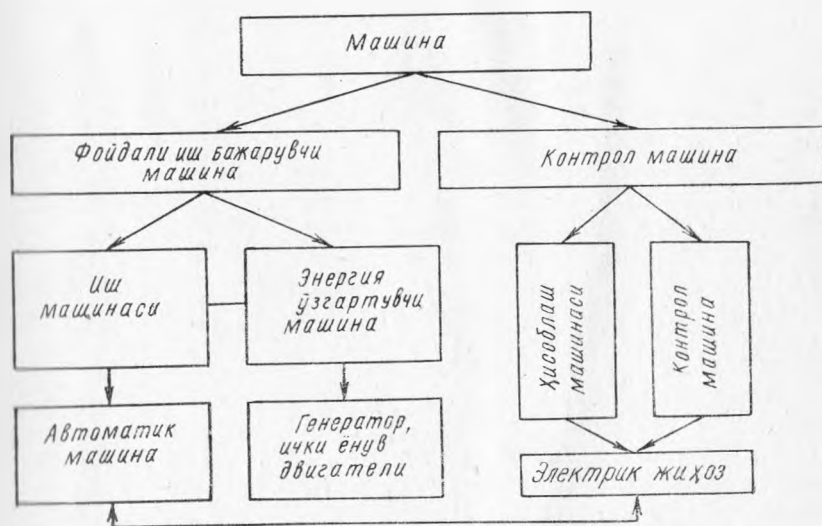 Машина
Фойдали иш бажарувчи
машина
Контрол машина
Иш
машинаси
Энергия
ўзгартувчи
машина
Ҳисоблаш
машинаси
Контрол
машина
Автоматик
машина
Генератор,
ички ёнув
двигатели
Электрик жиҳоз